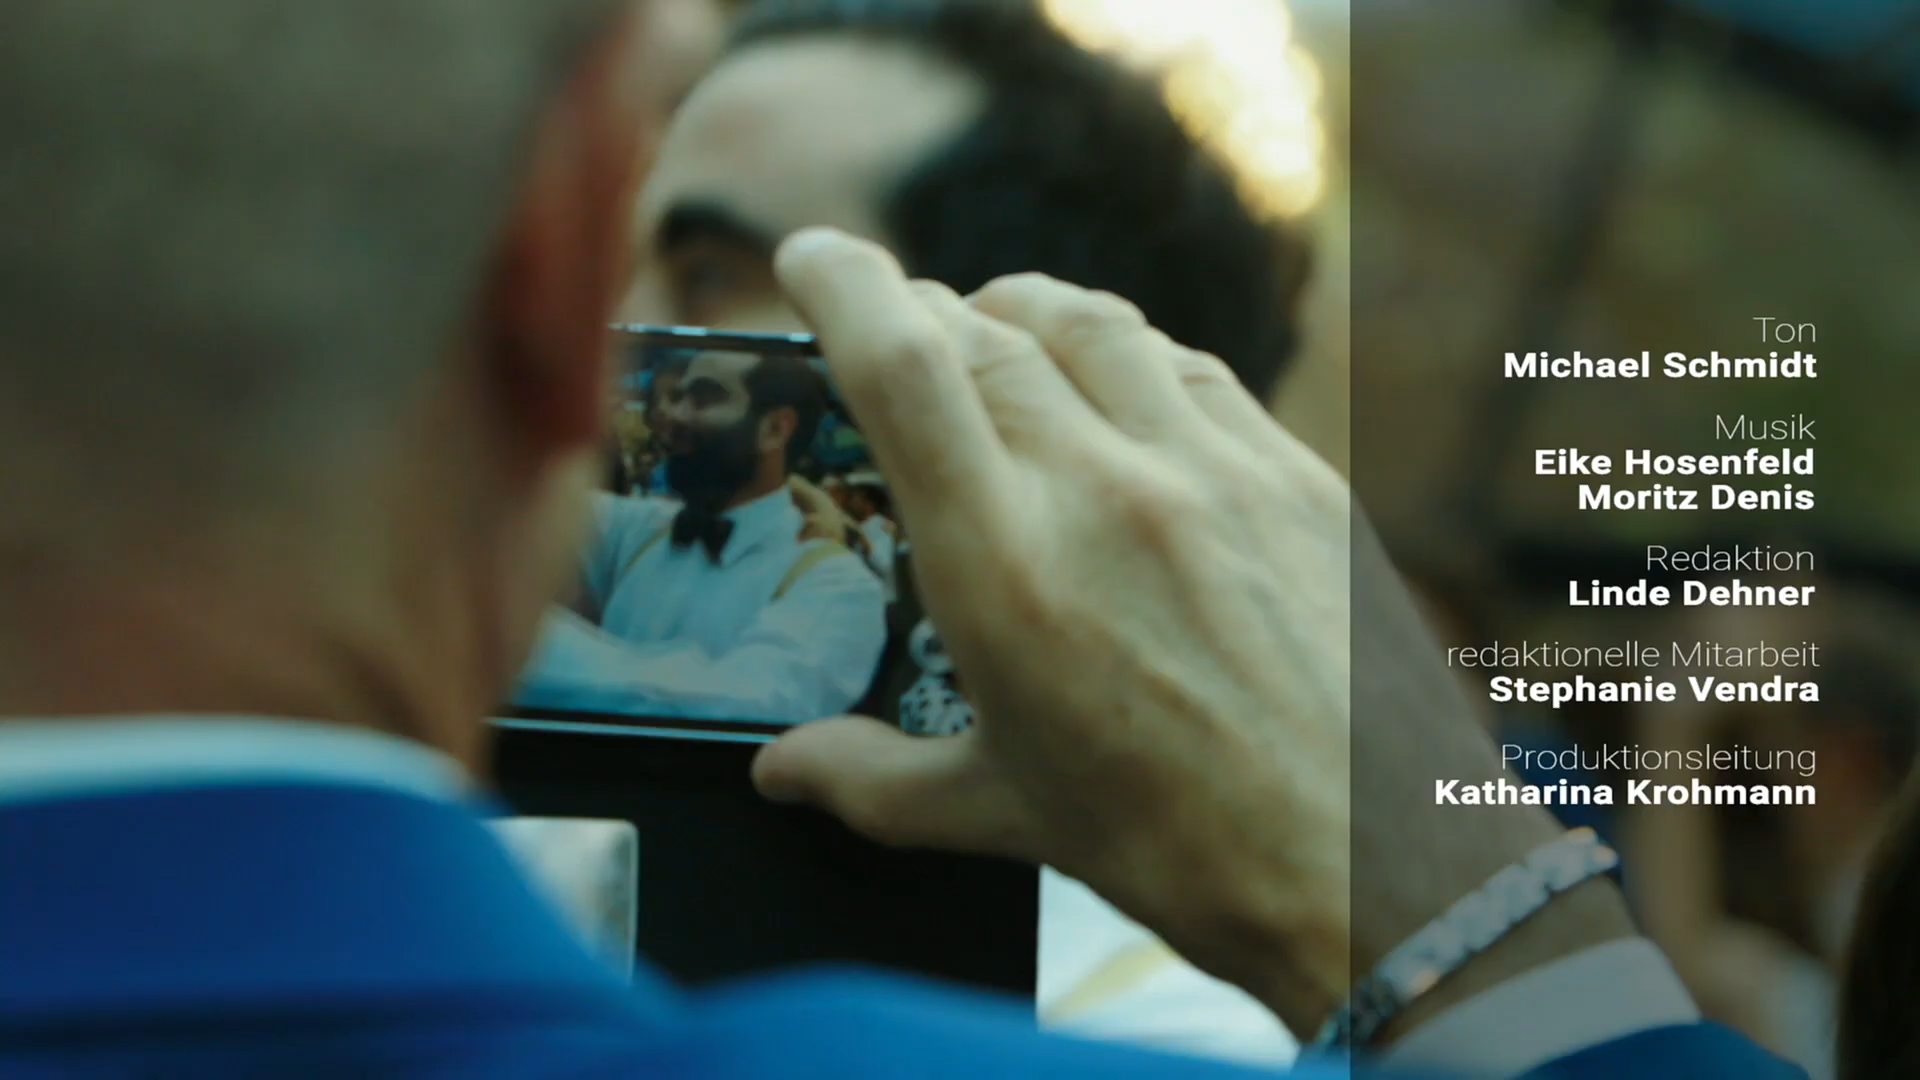 Ton
Michael Schmidt
Musik
Eike Hosenfeld
Moritz Denis
Redaktion
Linde Dehner
redaktionelle Mitarbeit
Stephanie Vendra
Produktionsleitung
Katharina Krohmann